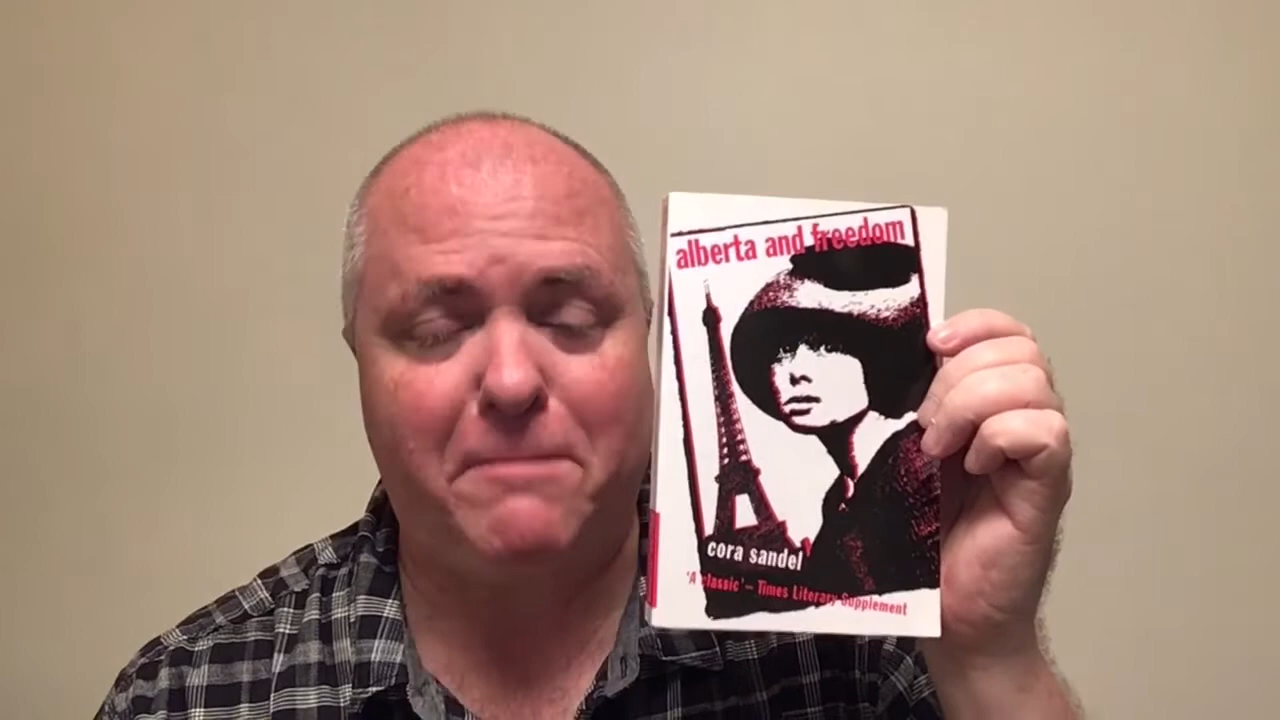 alberta and freedom
cora sandel
'A classic' – Times Literary Supplement